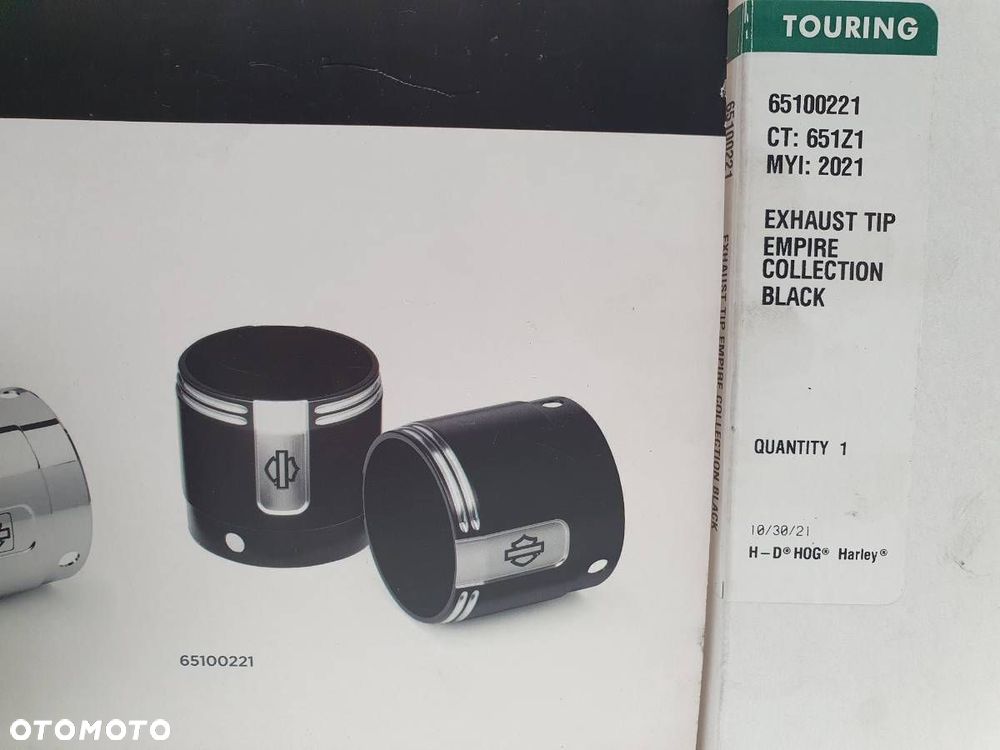 TOURING
65100221
CT: 651Z1
MYI: 2021
EXHAUST TIP
EMPIRE
COLLECTION
BLACK
QUANTITY 1
10/30/21
H-D® HOG® Harley®
65100221 EXHAUST TIP EMPIRE COLLECTION BLACK
65100221
OTOMOTO